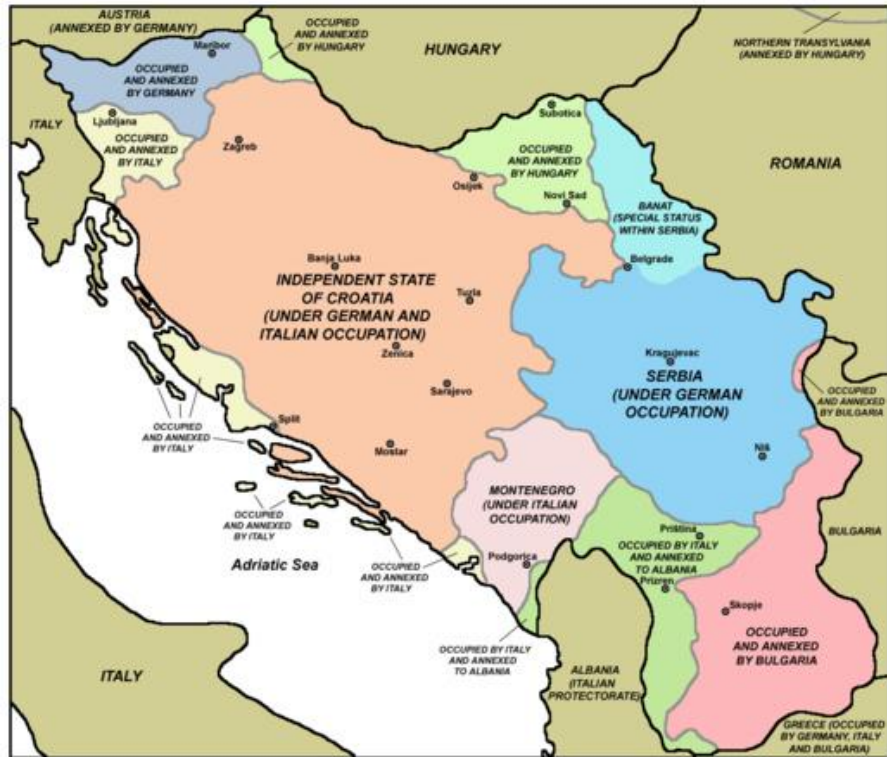 AUSTRIA
(ANNEXED BY GERMANY)
Maribor
OCCUPIED
AND ANNEXED
BY HUNGARY
HUNGARY
NORTHERN TRANSYLVANIA
(ANNEXED BY HUNGARY)
OCCUPIED
AND ANNEXED
BY GERMANY
ITALY
Ljubljana
OCCUPIED
AND ANNEXED
BY ITALY
Zagreb
Subotica
OCCUPIED
AND ANNEXED
BY HUNGARY
Osijek
Novi Sad
ROMANIA
BANAT
(SPECIAL STATUS
WITHIN SERBIA)
Belgrade
Banja Luka
INDEPENDENT STATE
OF CROATIA
(UNDER GERMAN AND
ITALIAN OCCUPATION)
Tuzla
Zenica
Sarajevo
Kragujevac
SERBIA
(UNDER GERMAN
OCCUPATION)
OCCUPIED
AND ANNEXED
BY BULGARIA
Niš
OCCUPIED
AND ANNEXED
BY ITALY
Split
Mostar
OCCUPIED
AND ANNEXED
BY ITALY
MONTENEGRO
(UNDER ITALIAN
OCCUPATION)
BULGARIA
Adriatic Sea
OCCUPIED
AND ANNEXED
BY ITALY
Podgorica
Priština
OCCUPIED BY ITALY
AND ANNEXED
TO ALBANIA
Prizren
Skopje
OCCUPIED
AND ANNEXED
BY BULGARIA
OCCUPIED BY ITALY
AND ANNEXED
TO ALBANIA
ITALY
ALBANIA
(ITALIAN
PROTECTORATE)
GREECE (OCCUPIED
BY GERMANY, ITALY
AND BULGARIA)